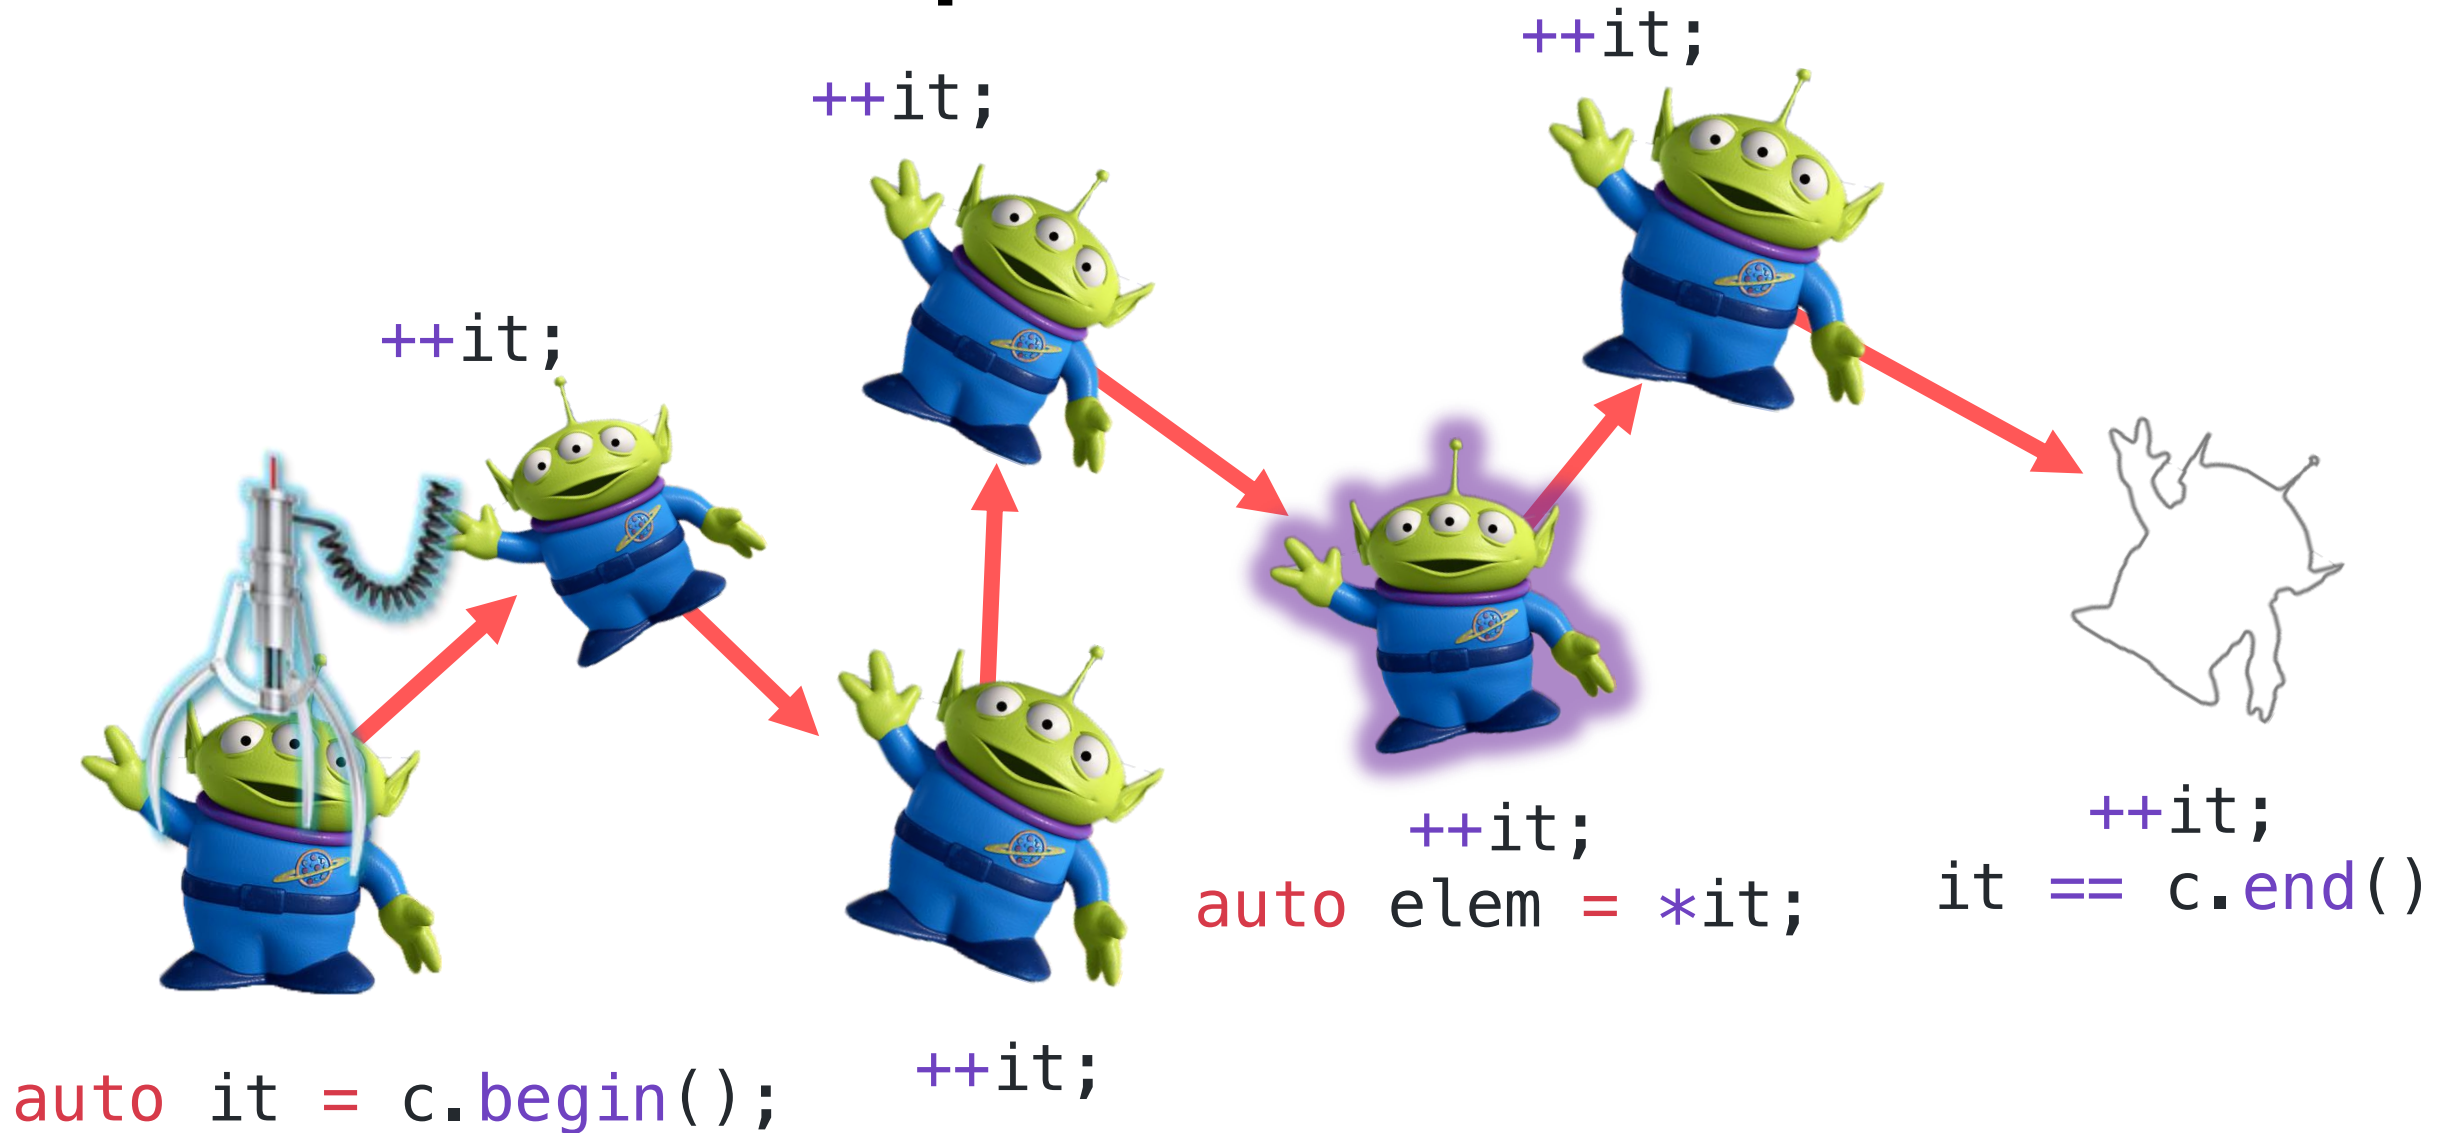 auto it = c.begin();
++it;
++it;
++it;
++it;
auto elem = *it;
++it;
++it;
it == c.end()